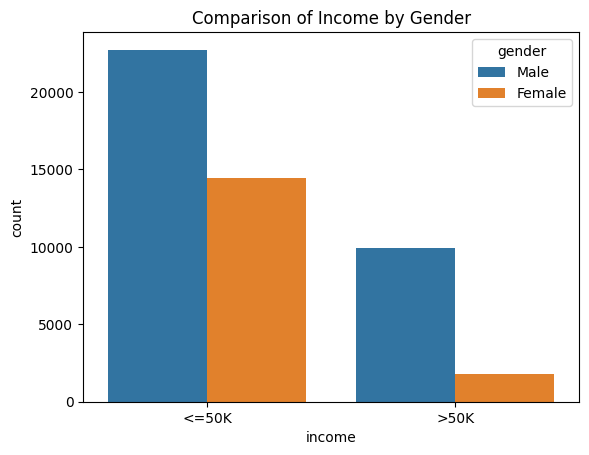 Comparison of Income by Gender
gender
Male
Female
20000
15000
10000
5000
0
count
<=50K
>50K
income